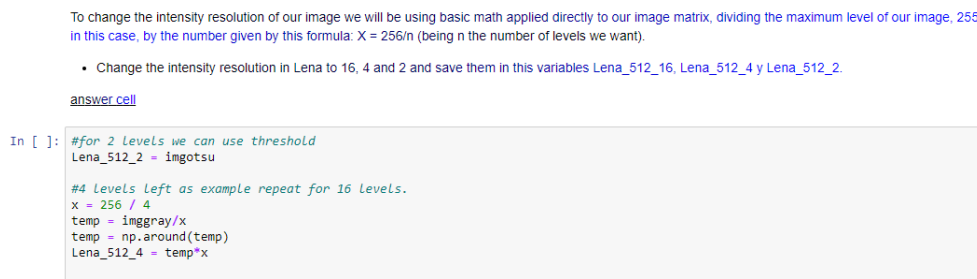 To change the intensity resolution of our image we will be using basic math applied directly to our image matrix, dividing the maximum level of our image, 255
in this case, by the number given by this formula: X = 256/n (being n the number of levels we want).
• Change the intensity resolution in Lena to 16, 4 and 2 and save them in this variables Lena_512_16, Lena_512_4 y Lena_512_2.
answer cell
In [ ]: #for 2 levels we can use threshold
Lena_512_2 = imgotsu
#4 levels left as example repeat for 16 levels.
x = 256 / 4
temp = imggray/x
temp = np.around(temp)
Lena_512_4 = temp*x